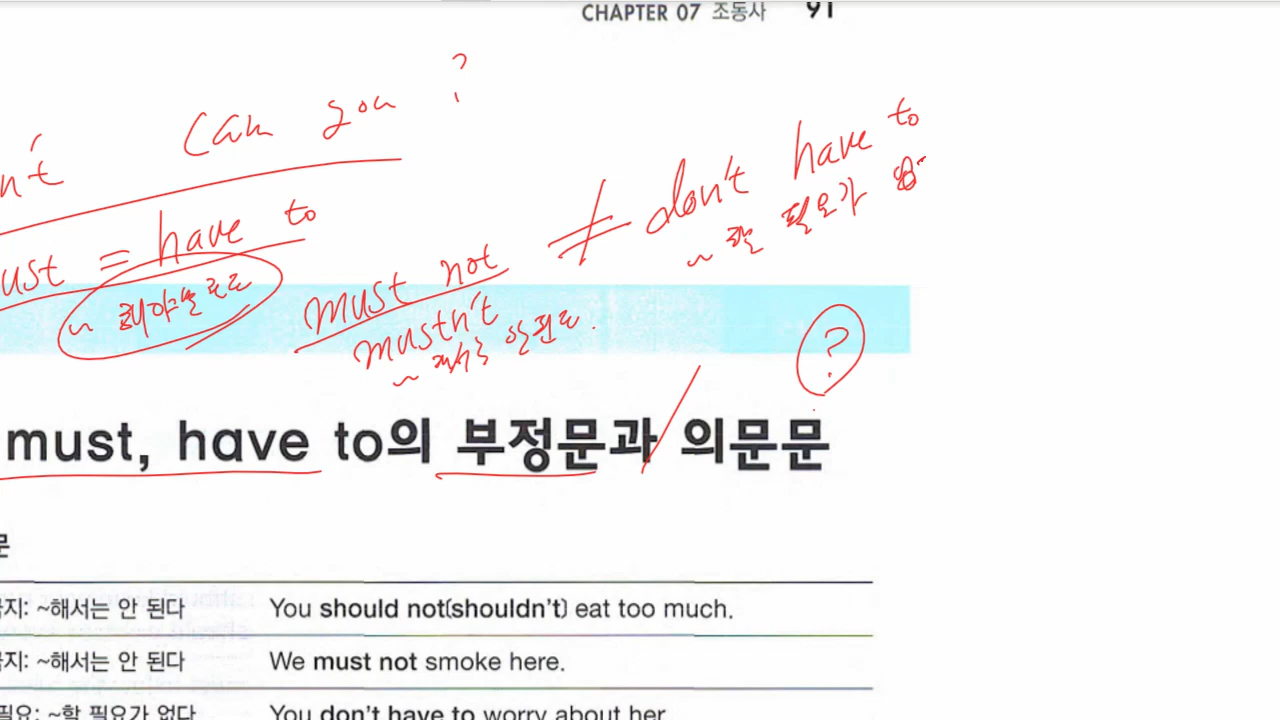 CHAPTER 07 조동사 91
n't Can you ?
ust = have to
must not ≠ don't have to
~ 해야만 한다
mustn't
~ 할 필요가
~ 해서는 안된다.
?
must, have to의 부정문과 의문문
문
지: ~해서는 안 된다 You should not(shouldn't) eat too much.
금지: ~해서는 안 된다 We must not smoke here.
필요: ~할 필요가 없다 You don't have to worry about her